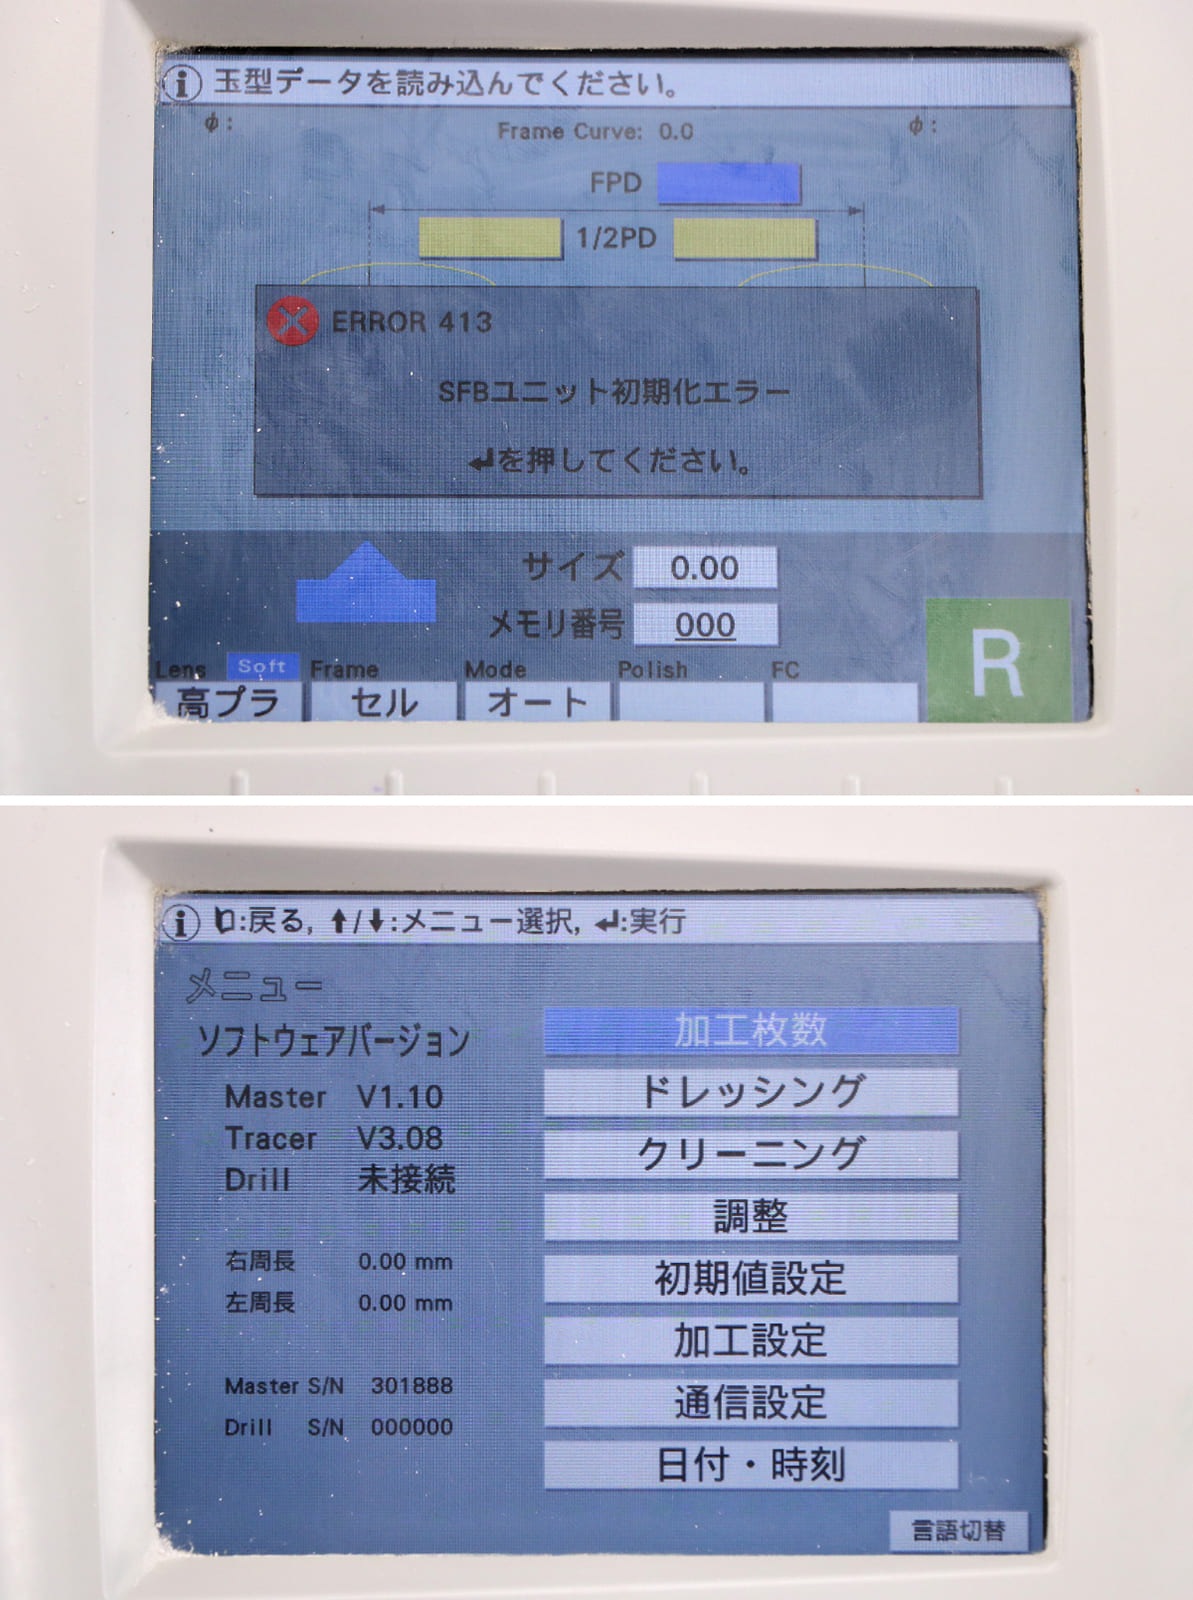 玉型データを読み込んでください。
φ: Frame Curve: 0.0 φ:
FPD
1/2PD
ERROR 413
SFBユニット初期化エラー
↲を押してください。
サイズ 0.00
メモリ番号 000
Lens Soft Frame Mode Polish FC
高プラ セル オート
R
:戻る, ↑/↓:メニュー選択, ↲:実行
メニュー
ソフトウェアバージョン
Master V1.10
Tracer V3.08
Drill 未接続
右周長 0.00 mm
左周長 0.00 mm
Master S/N 301888
Drill S/N 000000
加工枚数
ドレッシング
クリーニング
調整
初期値設定
加工設定
通信設定
日付・時刻
言語切替